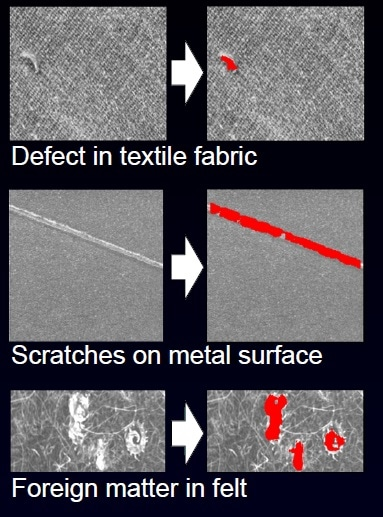 Defect in textile fabric
Scratches on metal surface
Foreign matter in felt